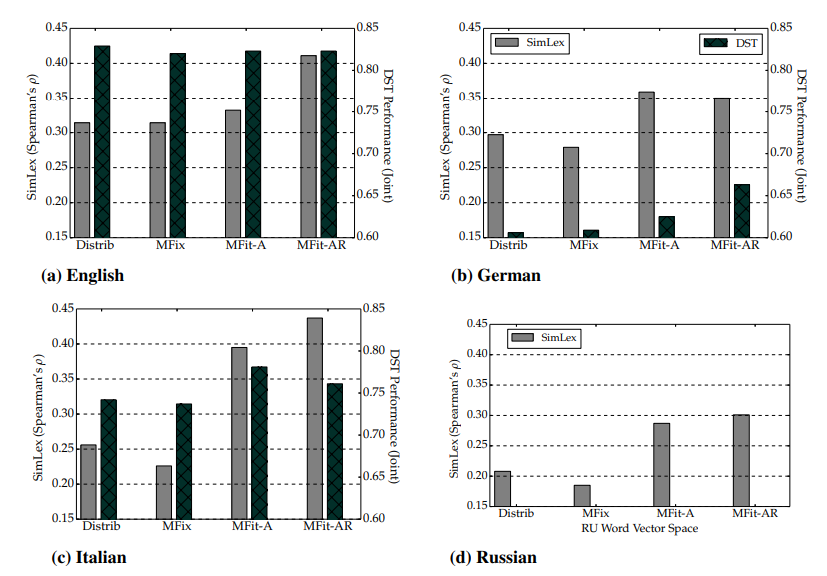 0.45
0.40
0.35
0.30
0.25
0.20
0.15
SimLex (Spearman's ρ)
0.85
0.80
0.75
0.70
0.65
0.60
DST Performance (Joint)
Distrib MFix MFit-A MFit-AR
(a) English
0.45
0.40
0.35
0.30
0.25
0.20
0.15
SimLex (Spearman's ρ)
SimLex
DST
0.85
0.80
0.75
0.70
0.65
0.60
DST Performance (Joint)
Distrib MFix MFit-A MFit-AR
(b) German
0.45
0.40
0.35
0.30
0.25
0.20
0.15
SimLex (Spearman's ρ)
0.85
0.80
0.75
0.70
0.65
0.60
DST Performance (Joint)
Distrib MFix MFit-A MFit-AR
(c) Italian
0.45
0.40
0.35
0.30
0.25
0.20
0.15
SimLex (Spearman's ρ)
SimLex
Distrib MFix MFit-A MFit-AR
RU Word Vector Space
(d) Russian